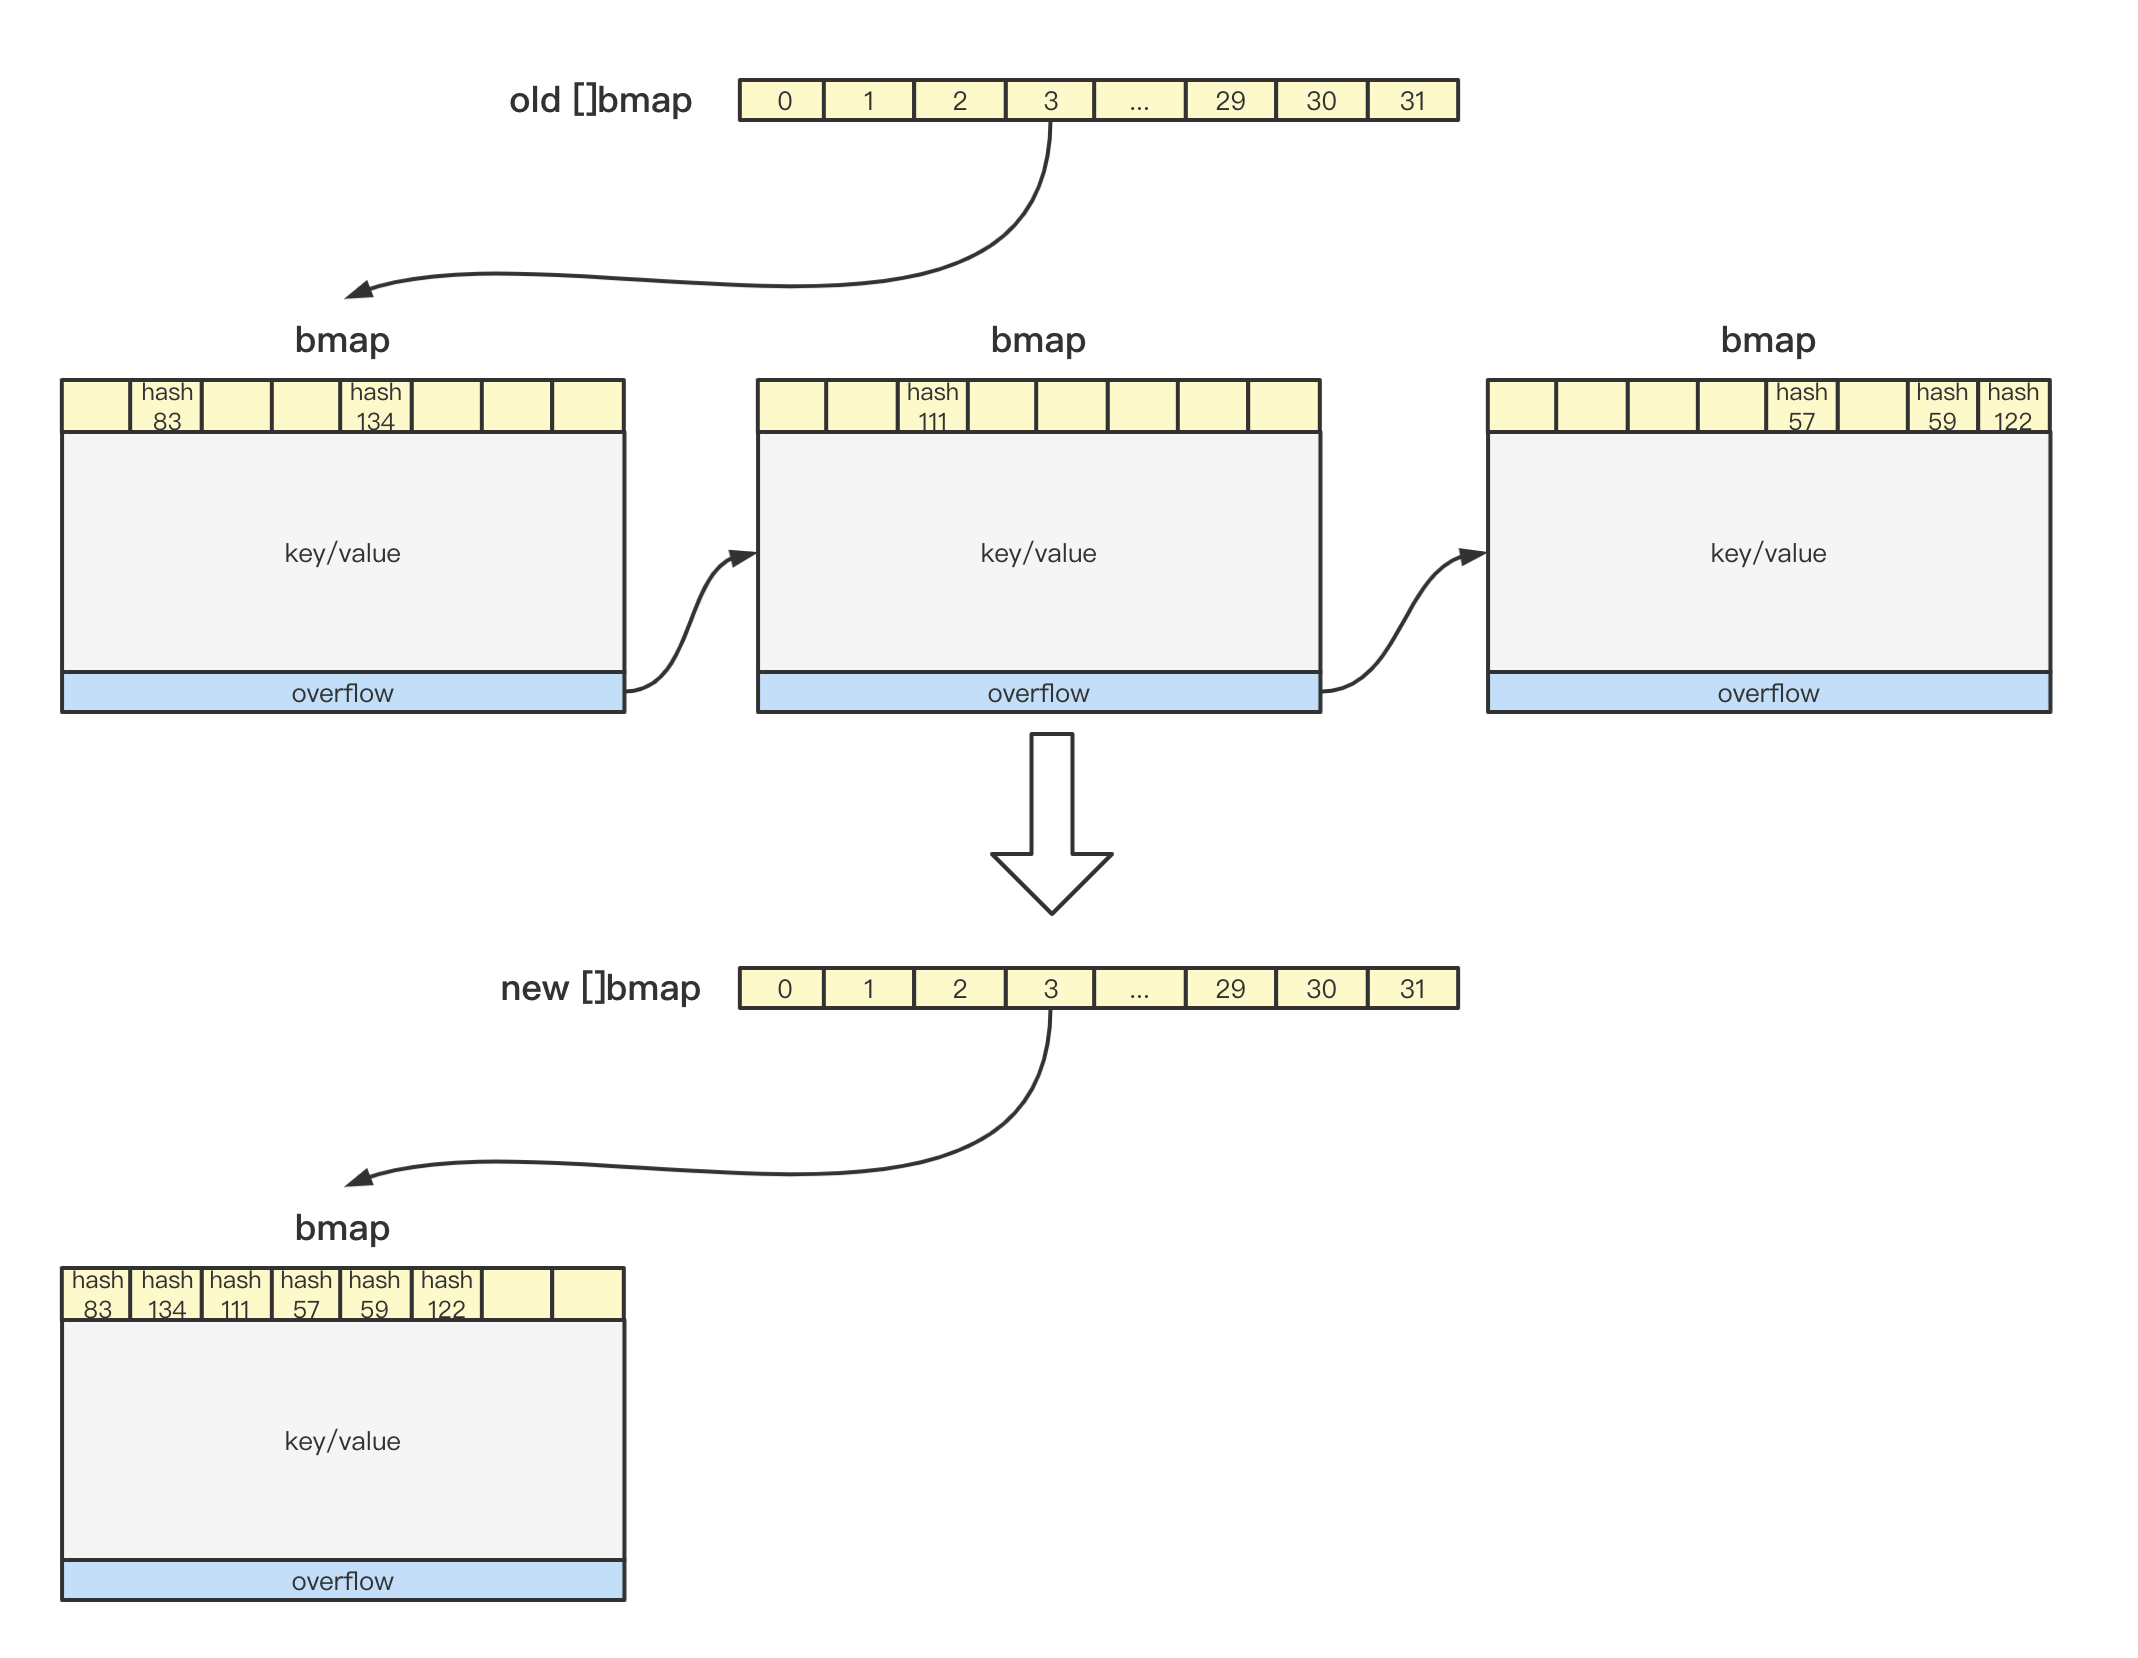 old []bmap
0 1 2 3 ... 29 30 31
bmap
hash
83
hash
134
key/value
overflow
bmap
hash
111
key/value
overflow
bmap
hash
57
hash
59
hash
122
key/value
overflow
new []bmap
0 1 2 3 ... 29 30 31
bmap
hash
83
hash
134
hash
111
hash
57
hash
59
hash
122
key/value
overflow